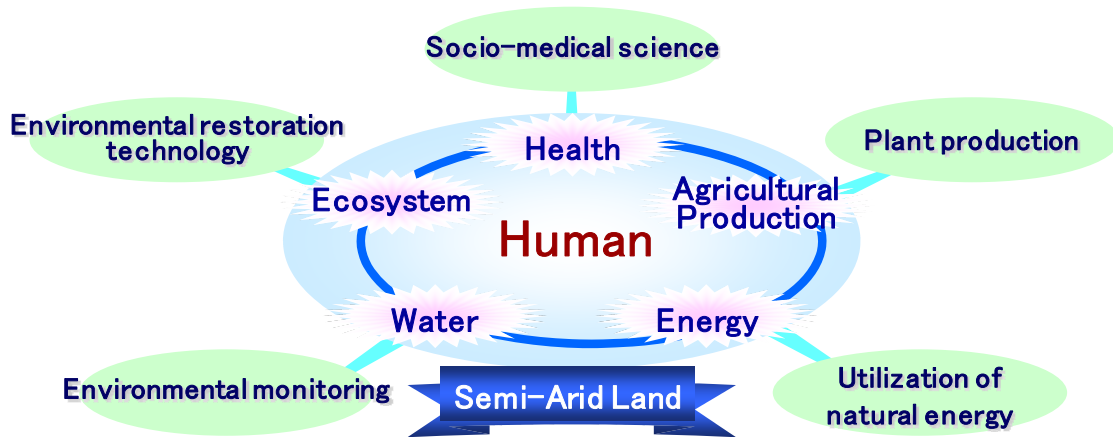 Socio-medical science
Environmental restoration
technology
Plant production
Health
Ecosystem
Agricultural
Production
Human
Water
Energy
Environmental monitoring
Semi-Arid Land
Utilization of
natural energy